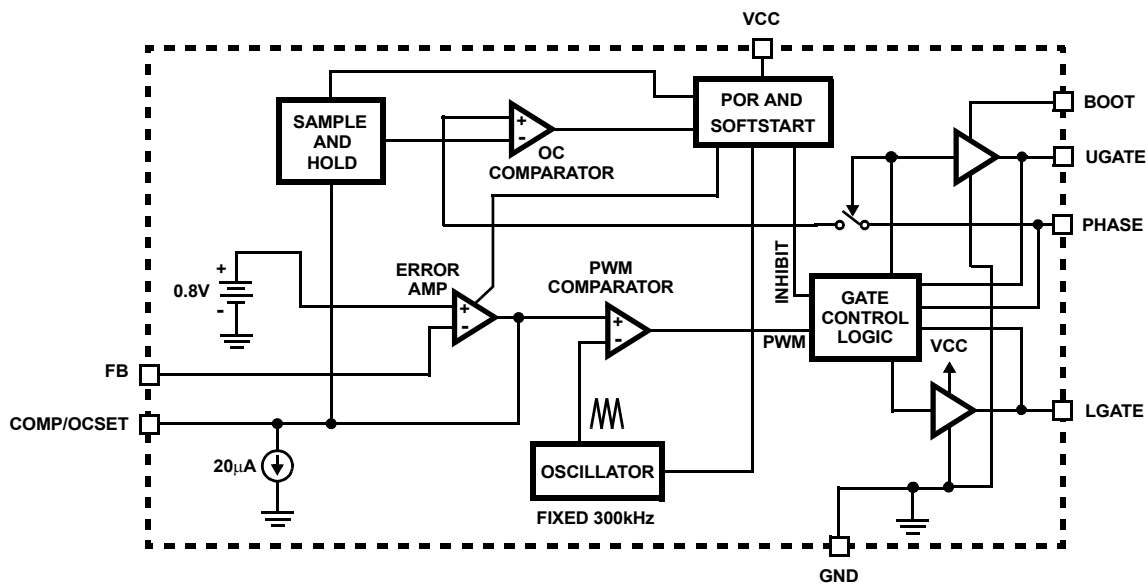 VCC
SAMPLE
AND
HOLD
+
-
OC
COMPARATOR
POR AND
SOFTSTART
BOOT
UGATE
PHASE
+
0.8V
-
ERROR
AMP
+
-
PWM
COMPARATOR
+
-
INHIBIT
PWM
GATE
CONTROL
LOGIC
VCC
FB
COMP/OCSET
LGATE
20µA
OSCILLATOR
FIXED 300kHz
GND